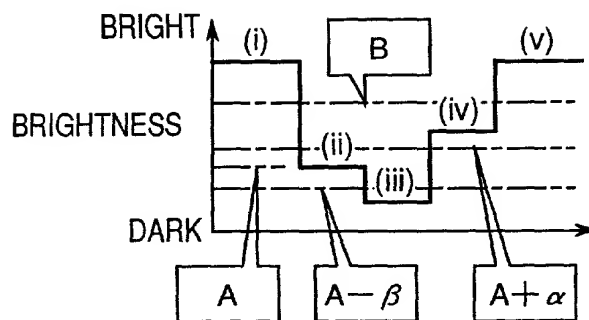 BRIGHT
(i)
(v)
B
BRIGHTNESS
(iv)
(ii)
(iii)
DARK
A
A−β
A+α